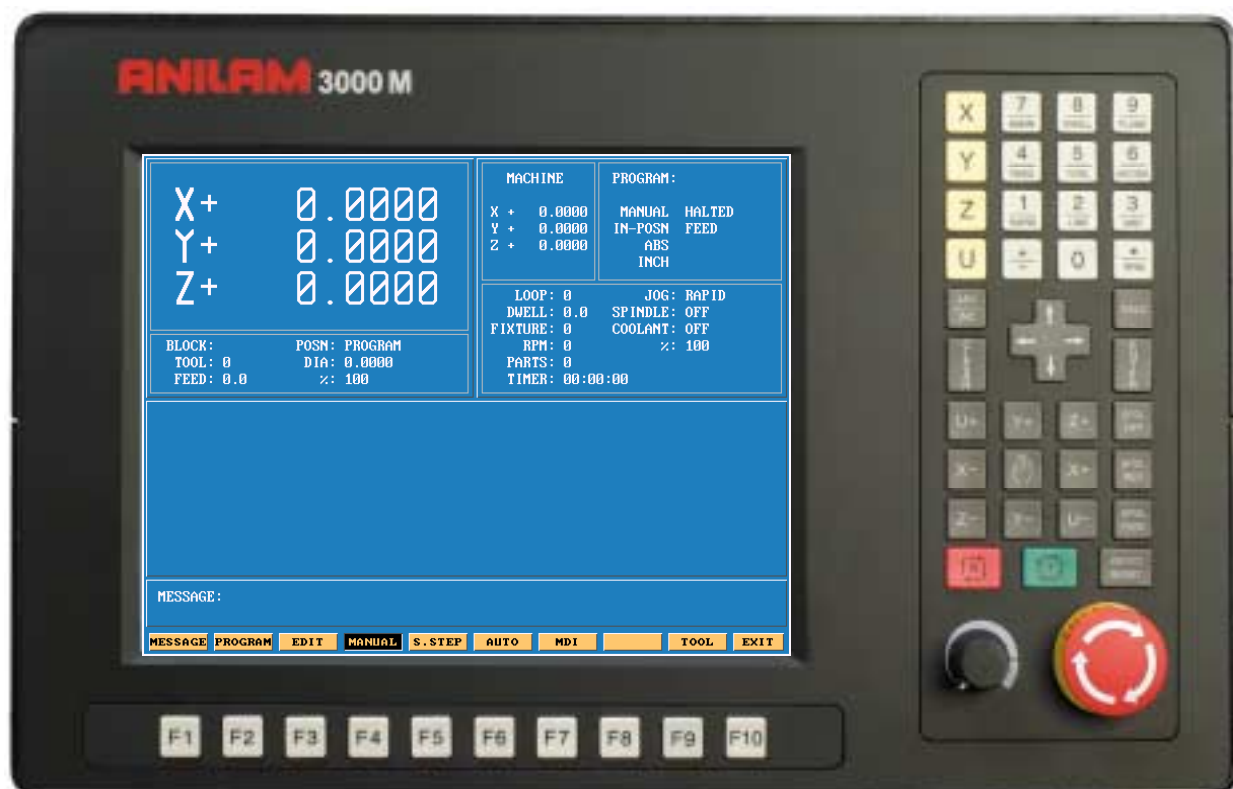 ANILAM 3000 M
X+ 0.0000
Y+ 0.0000
Z+ 0.0000
BLOCK: POSN: PROGRAM
TOOL: 0 DIA: 0.0000
FEED: 0.0 %: 100
MACHINE
X + 0.0000
Y + 0.0000
Z + 0.0000
PROGRAM:
MANUAL HALTED
IN-POSN FEED
ABS
INCH
LOOP: 0 JOG: RAPID
DWELL: 0.0 SPINDLE: OFF
FIXTURE: 0 COOLANT: OFF
RPM: 0 %: 100
PARTS: 0
TIMER: 00:00:00
MESSAGE:
MESSAGE PROGRAM EDIT MANUAL S.STEP AUTO MDI TOOL EXIT
F1 F2 F3 F4 F5 F6 F7 F8 F9 F10
X 7 8 9
Y 4 5 6
Z 1 2 3
U 0
U+ Y+ Z+
X- X+
Z- Y- U-